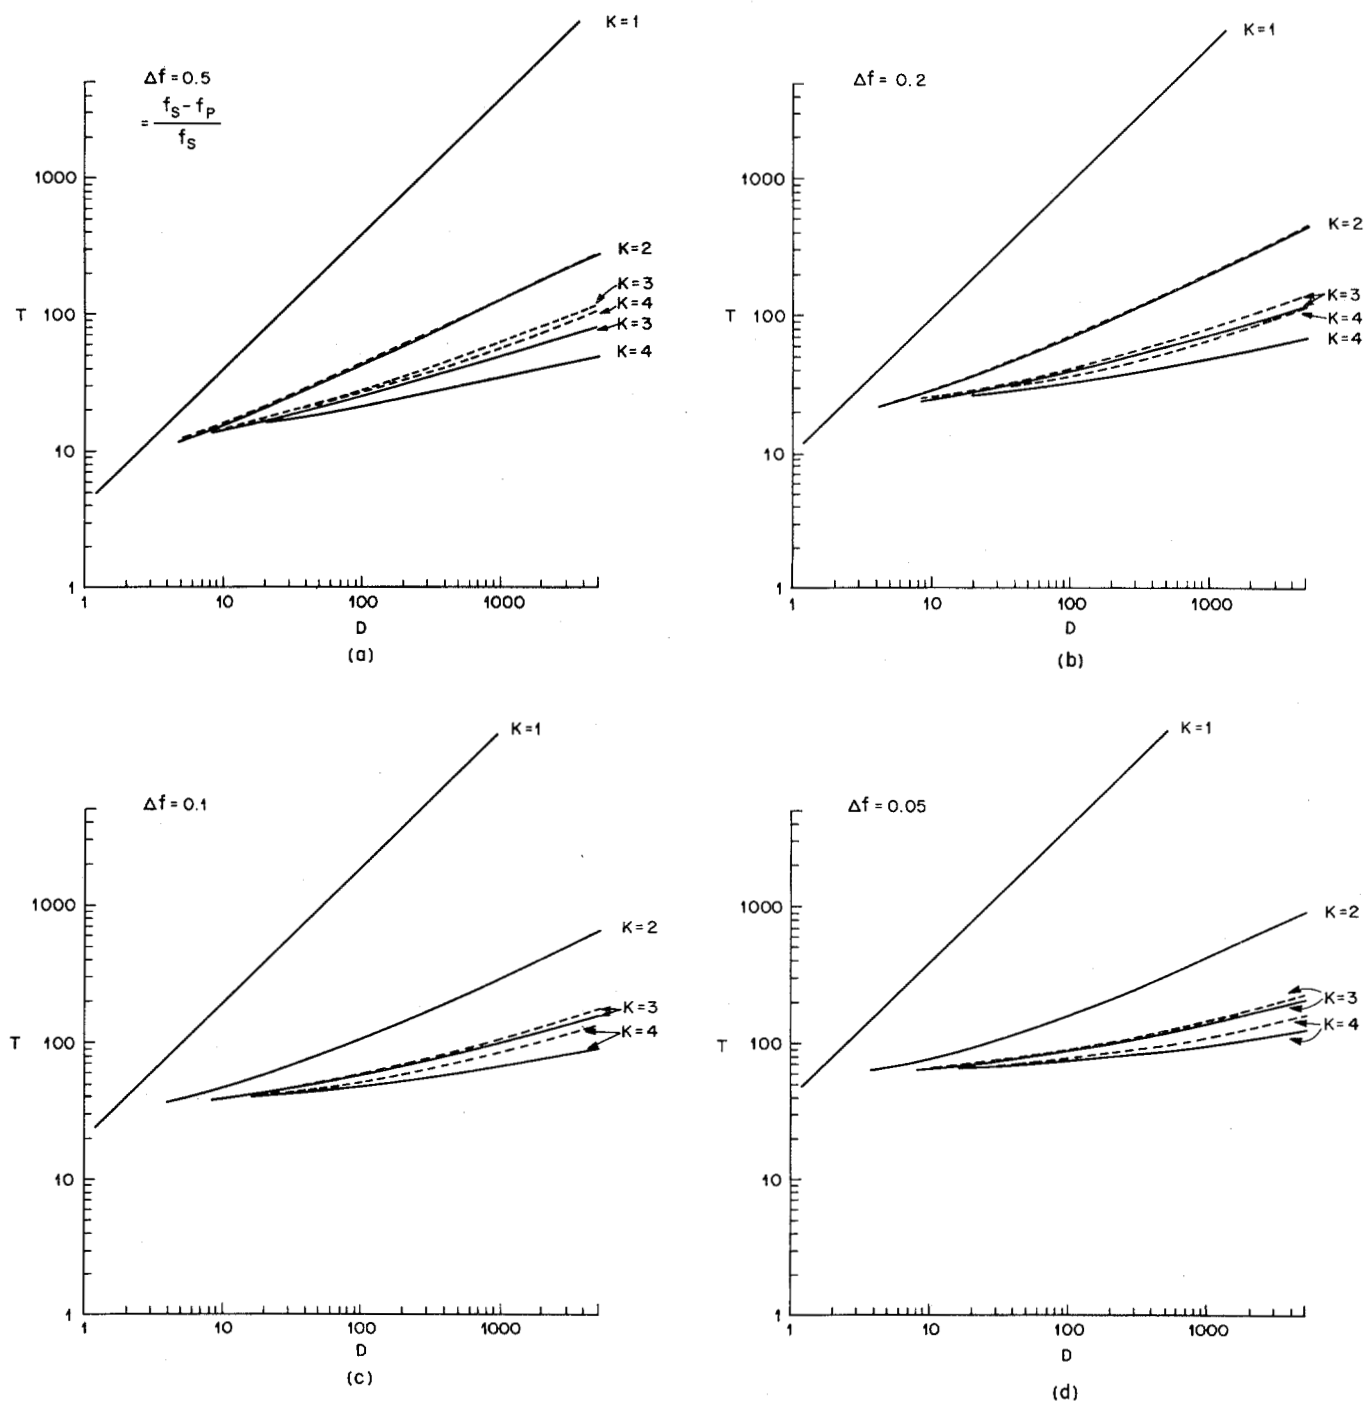 Δf = 0.5
= (f_S - f_P) / f_S
K=1
K=2
K=3
K=4
K=3
K=4
T
1000
100
10
1
1 10 100 1000
D
(a)
Δf = 0.2
K=1
K=2
K=3
K=4
K=4
T
1000
100
10
1
1 10 100 1000
D
(b)
Δf = 0.1
K=1
K=2
K=3
K=4
T
1000
100
10
1
1 10 100 1000
D
(c)
Δf = 0.05
K=1
K=2
K=3
K=4
T
1000
100
10
1
1 10 100 1000
D
(d)